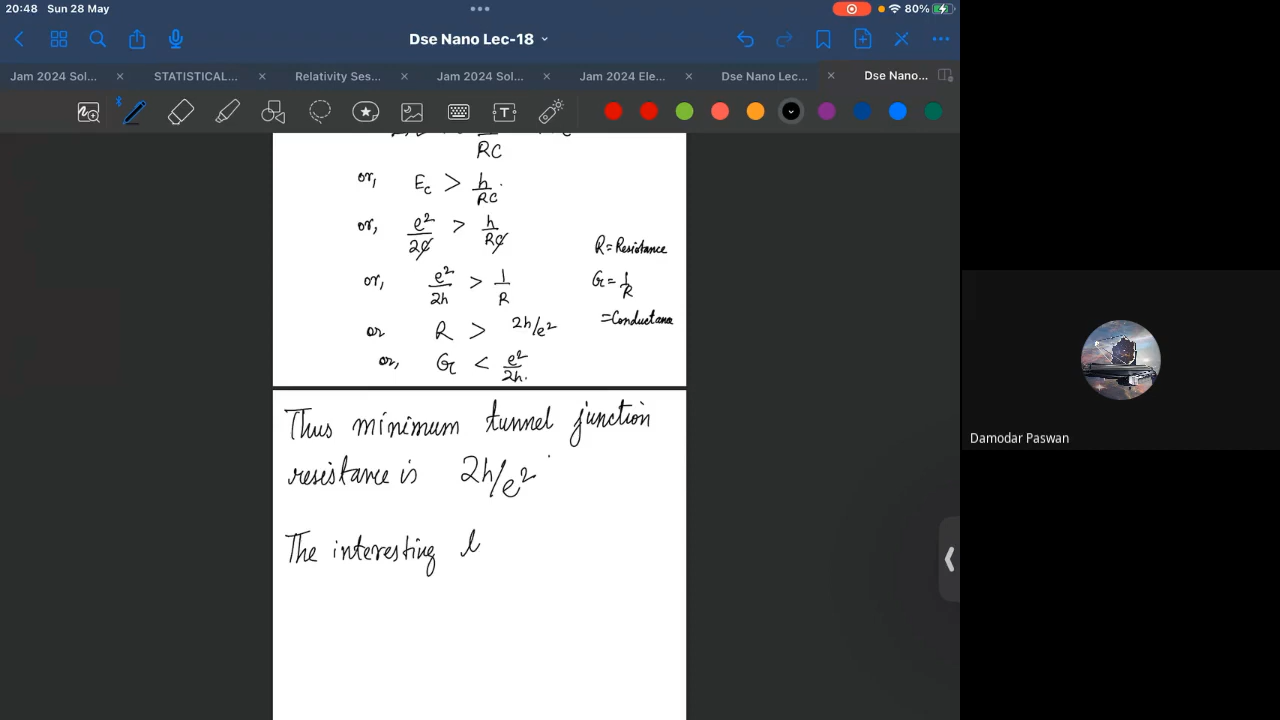 20:48 Sun 28 May
80%
Dse Nano Lec-18
Jam 2024 Sol...
STATISTICAL...
Relativity Ses...
Jam 2024 Sol...
Jam 2024 Ele...
Dse Nano Lec...
Dse Nano...
RC
or, Ec > h/RC
or, e²/2C > h/RC
R = Resistance
or, e²/2h > 1/R
G = 1/R
= Conductance
or R > 2h/e²
or, G < e²/2h.
Thus minimum tunnel junction
resistance is 2h/e²
The interesting l
Damodar Paswan